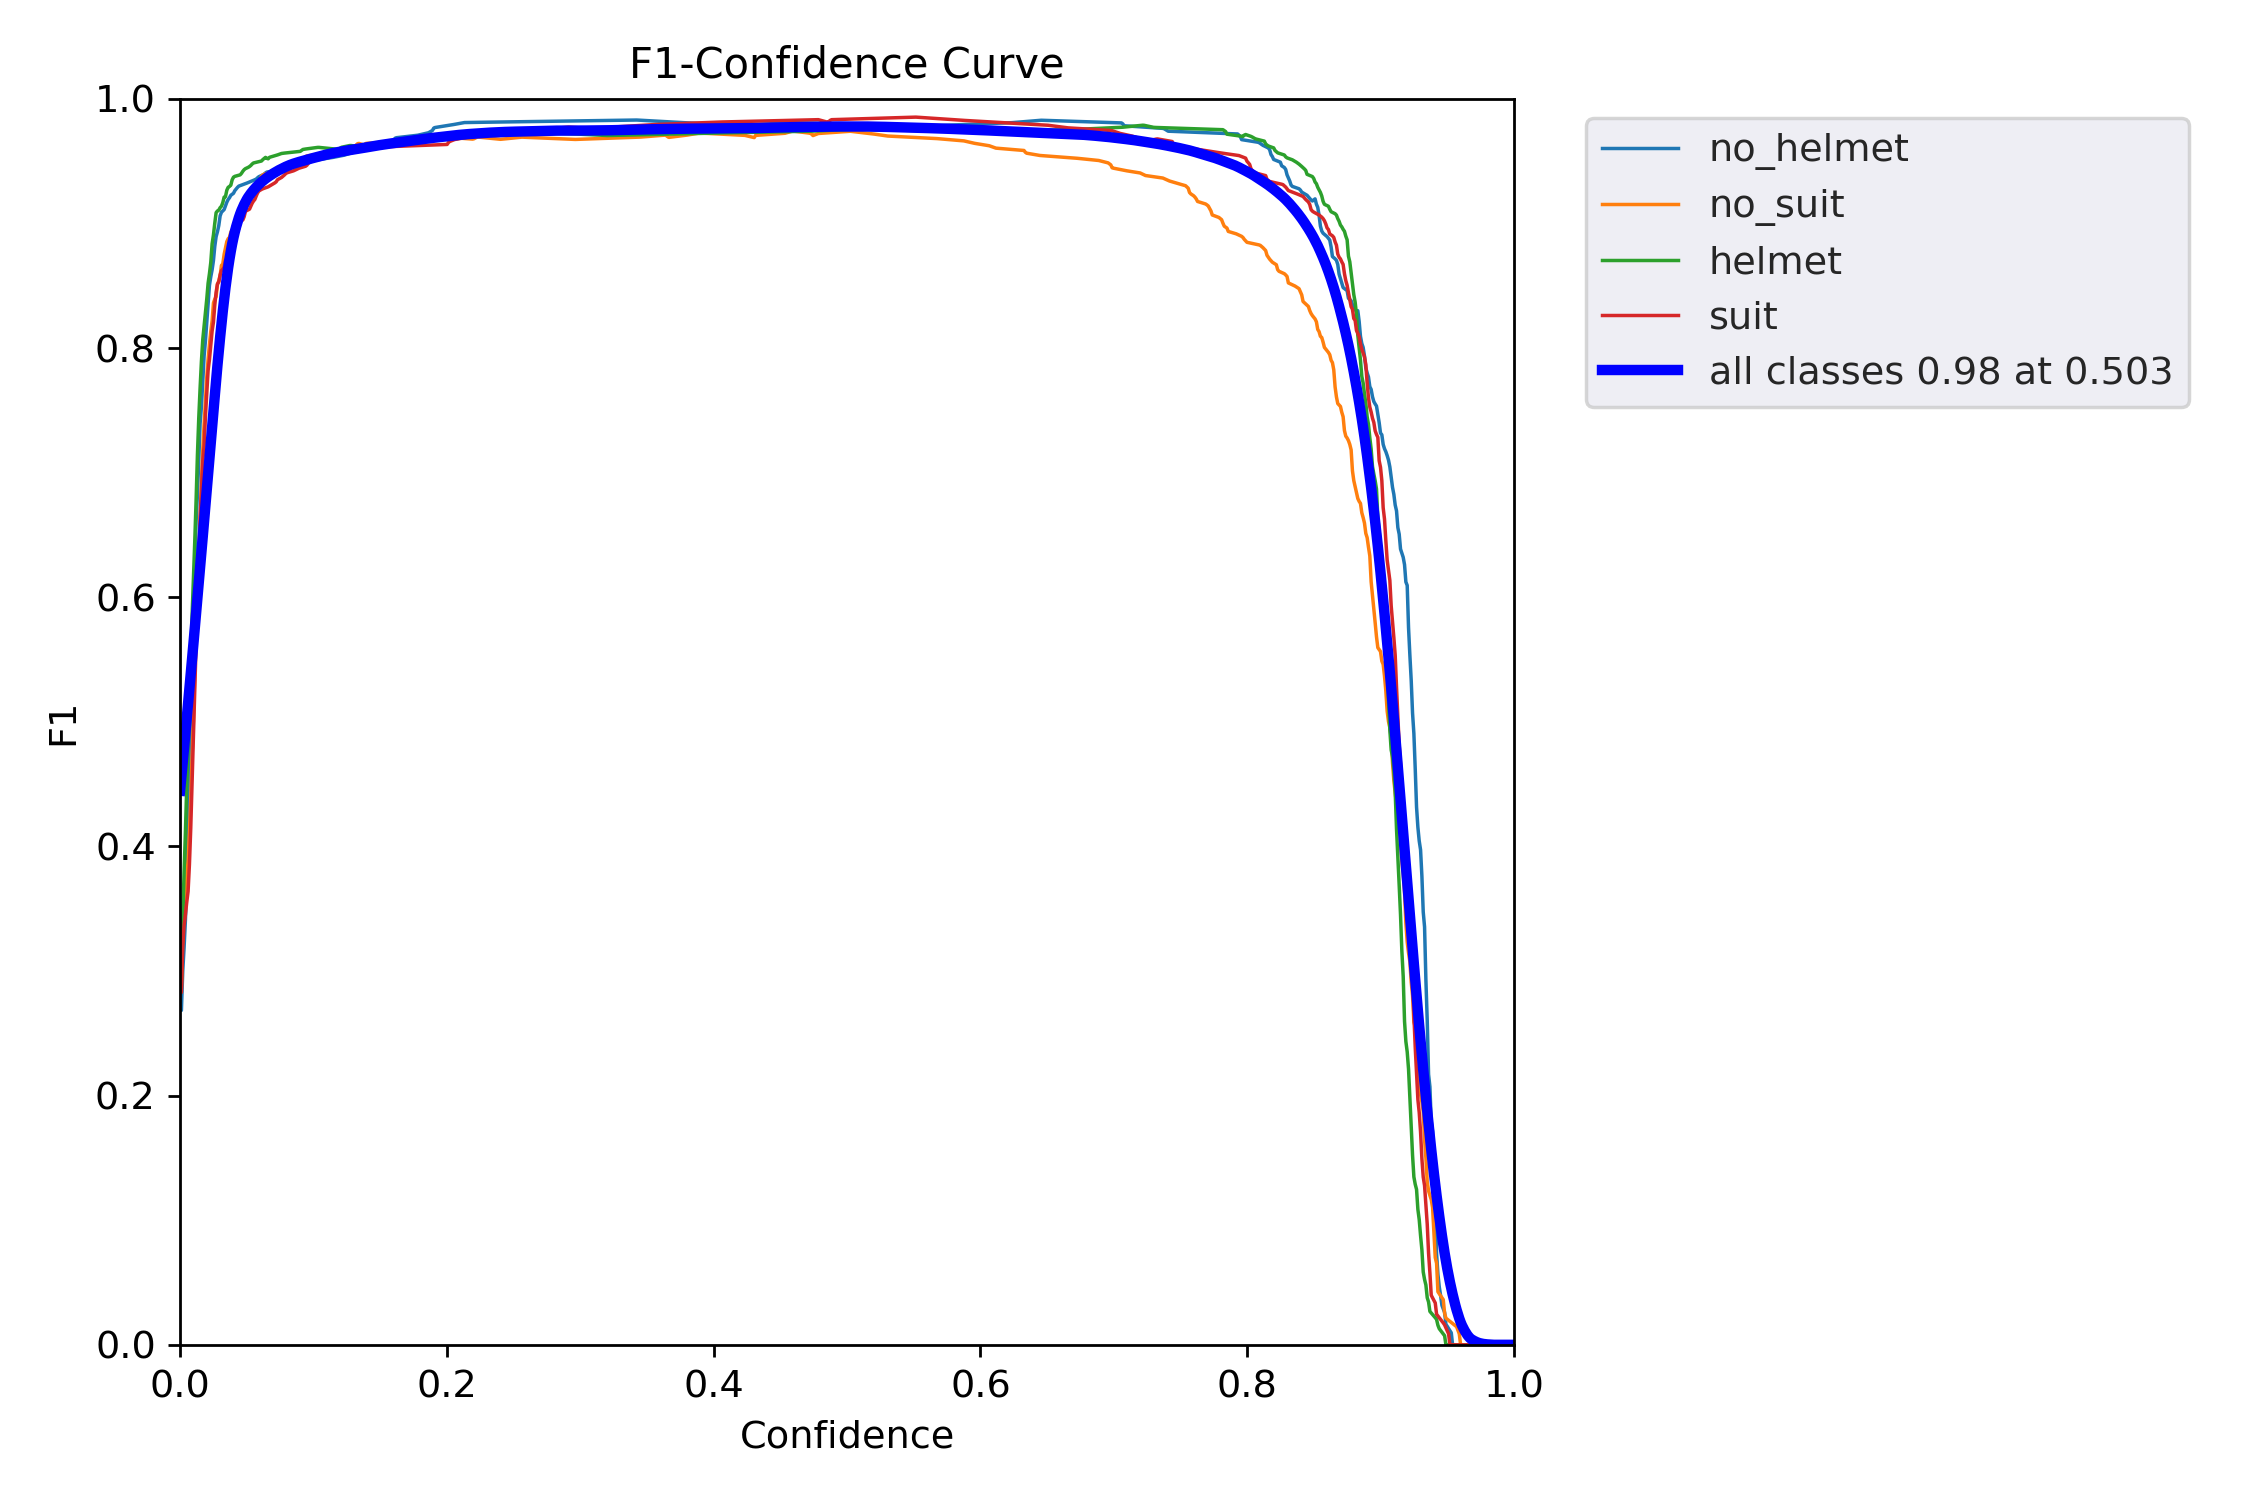 F1-Confidence Curve
1.0
0.8
0.6
0.4
0.2
0.0
F1
0.0 0.2 0.4 0.6 0.8 1.0
Confidence
no_helmet
no_suit
helmet
suit
all classes 0.98 at 0.503